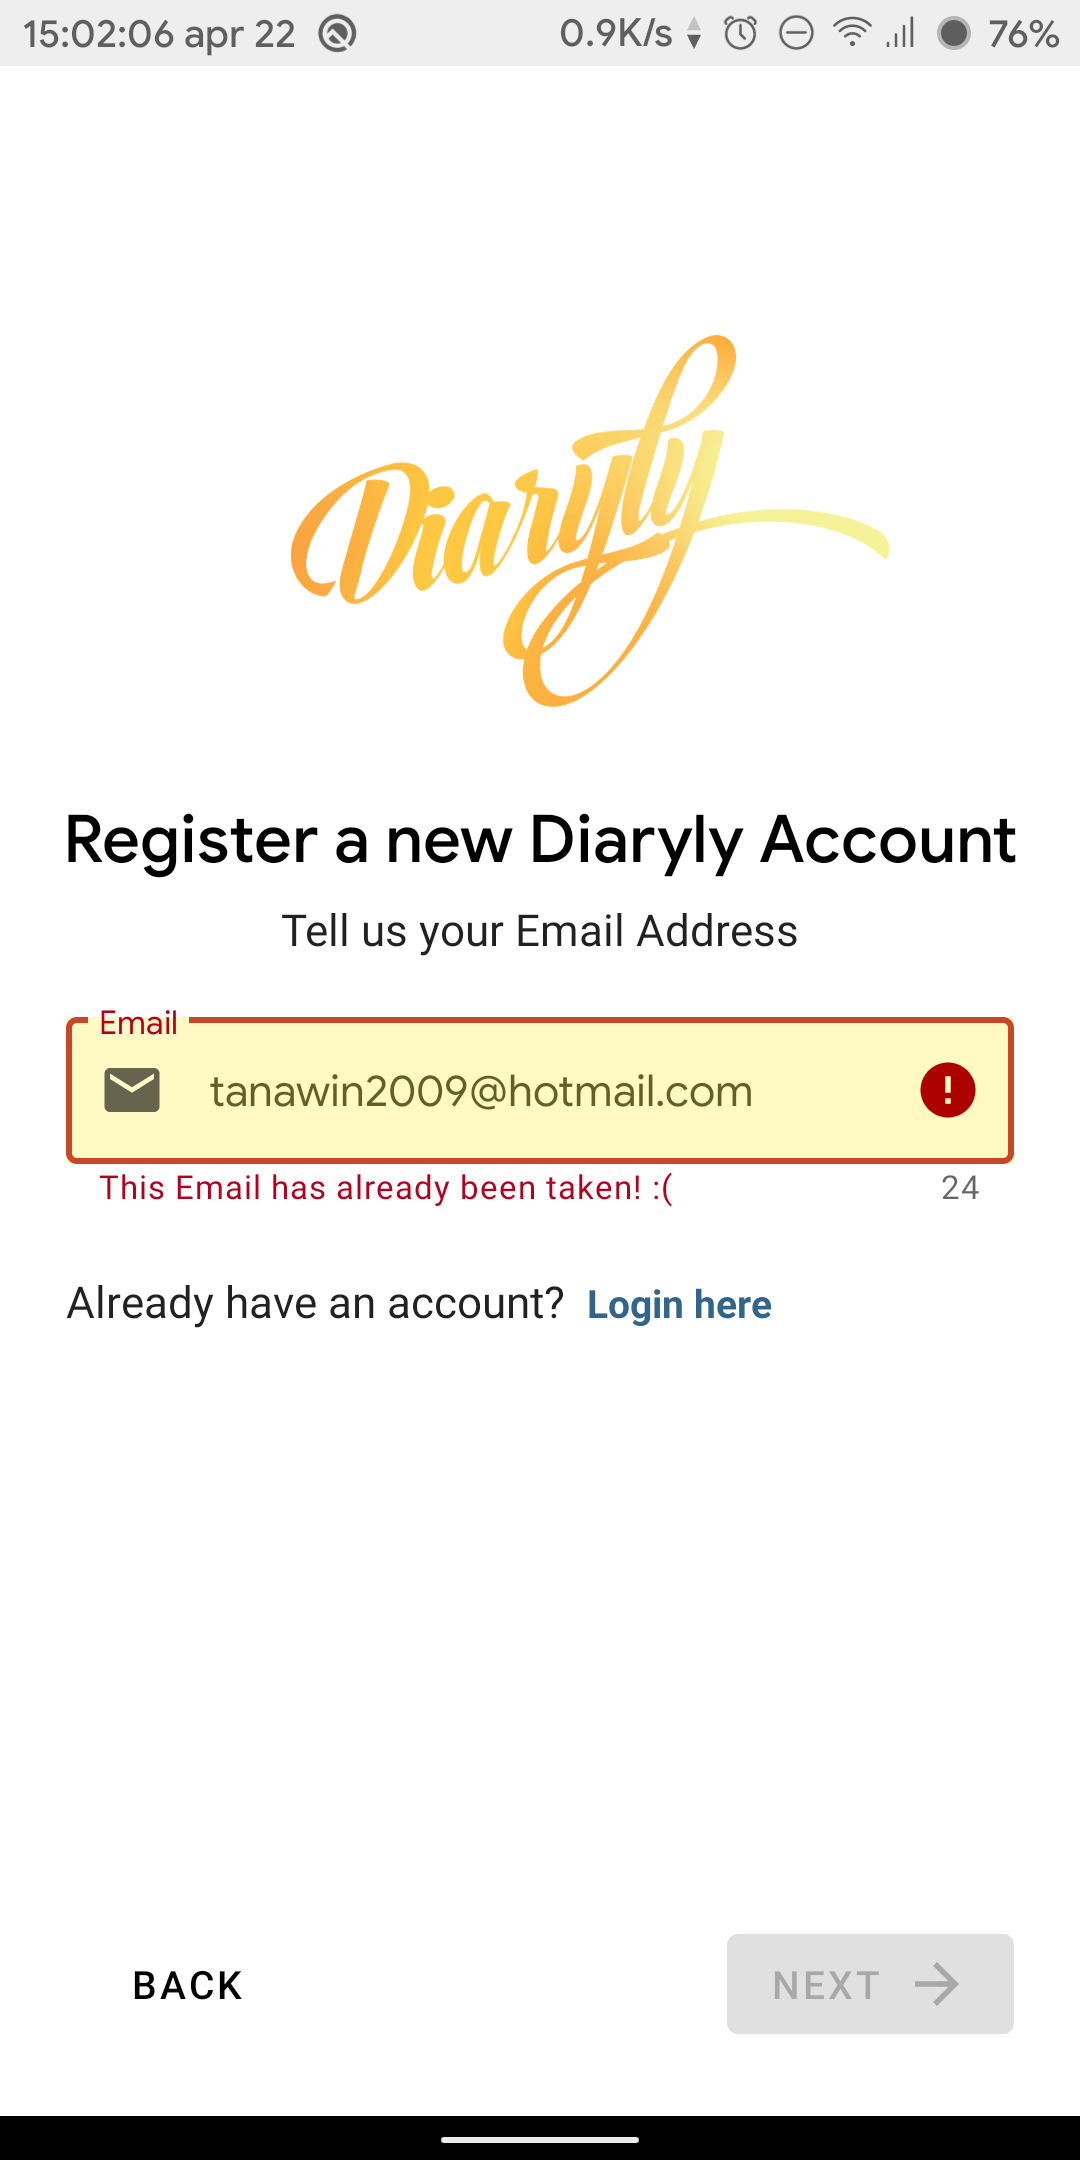 15:02:06 apr 22 0.9K/s 76%
Diaryly
Register a new Diaryly Account
Tell us your Email Address
Email
tanawin2009@hotmail.com
This Email has already been taken! :( 24
Already have an account? Login here
BACK NEXT